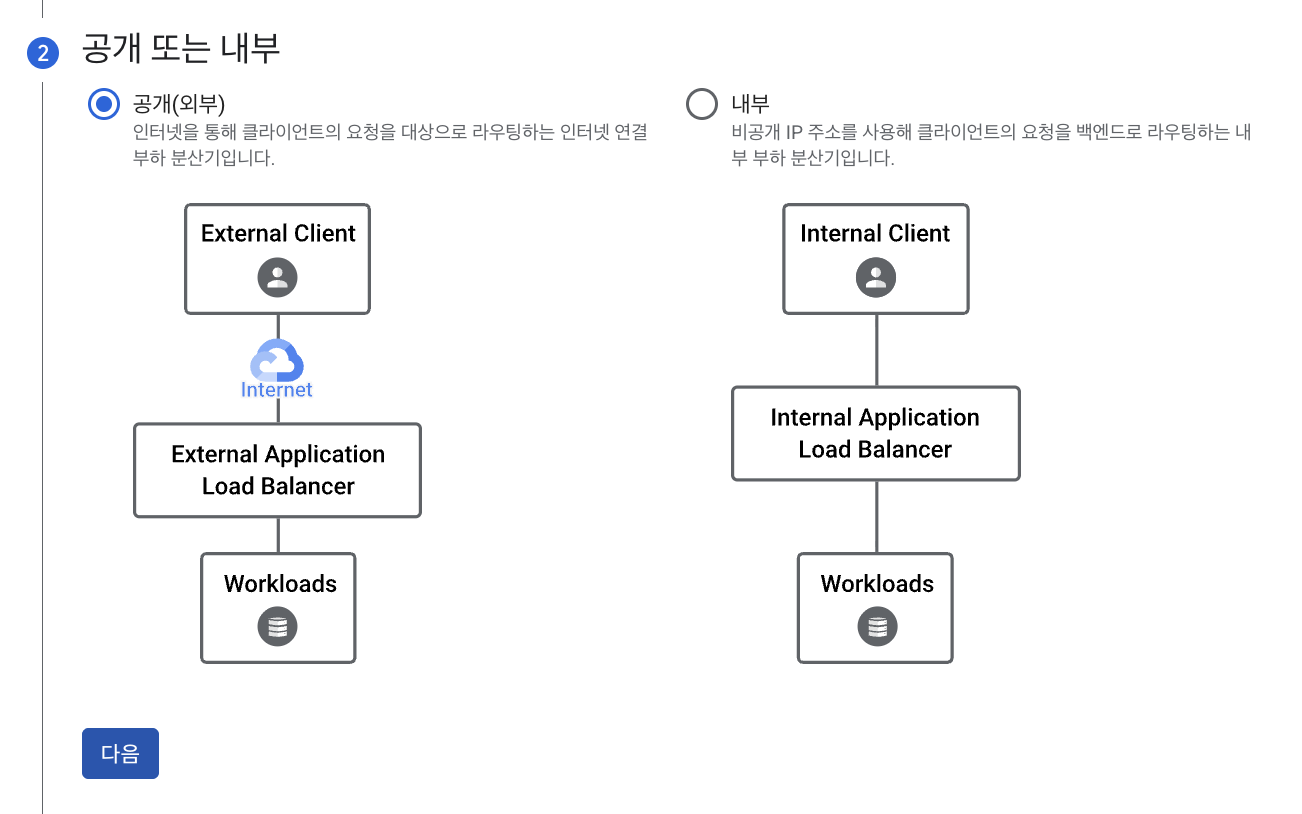 2
공개 또는 내부
공개(외부)
인터넷을 통해 클라이언트의 요청을 대상으로 라우팅하는 인터넷 연결
부하 분산기입니다.
External Client
Internet
External Application
Load Balancer
Workloads
내부
비공개 IP 주소를 사용해 클라이언트의 요청을 백엔드로 라우팅하는 내
부 부하 분산기입니다.
Internal Client
Internal Application
Load Balancer
Workloads
다음